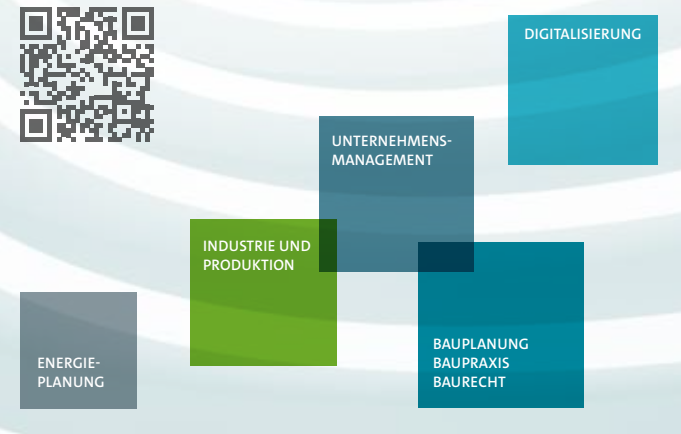 DIGITALISIERUNG
UNTERNEHMENS-
MANAGEMENT
INDUSTRIE UND
PRODUKTION
BAUPLANUNG
BAUPRAXIS
BAURECHT
ENERGIE-
PLANUNG